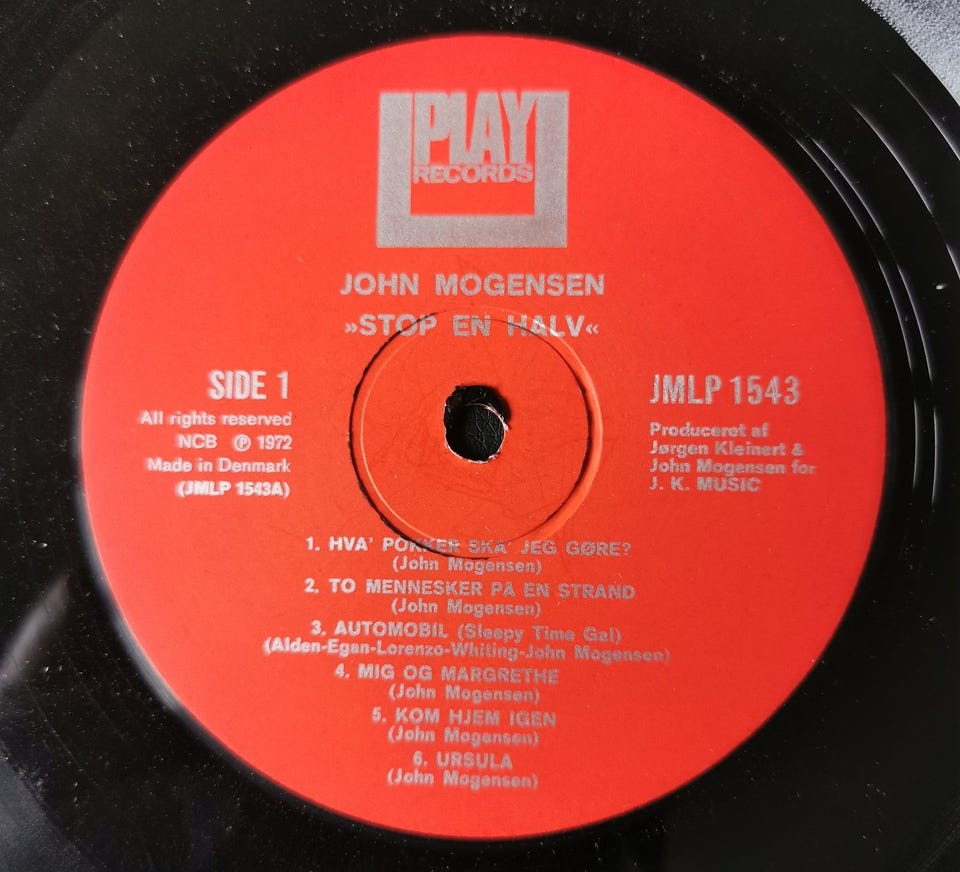 PLAY
RECORDS
JOHN MOGENSEN
»STOP EN HALV«
SIDE 1
All rights reserved
NCB ℗ 1972
Made in Denmark
(JMLP 1543A)
JMLP 1543
Produceret af
Jørgen Kleinert &
John Mogensen for
J. K. MUSIC
1. HVA' POKKER SKA' JEG GØRE?
(John Mogensen)
2. TO MENNESKER PÅ EN STRAND
(John Mogensen)
3. AUTOMOBIL (Sleepy Time Gal)
(Alden-Egan-Lorenzo-Whiting-John Mogensen)
4. MIG OG MARGRETHE
(John Mogensen)
5. KOM HJEM IGEN
(John Mogensen)
6. URSULA
(John Mogensen)